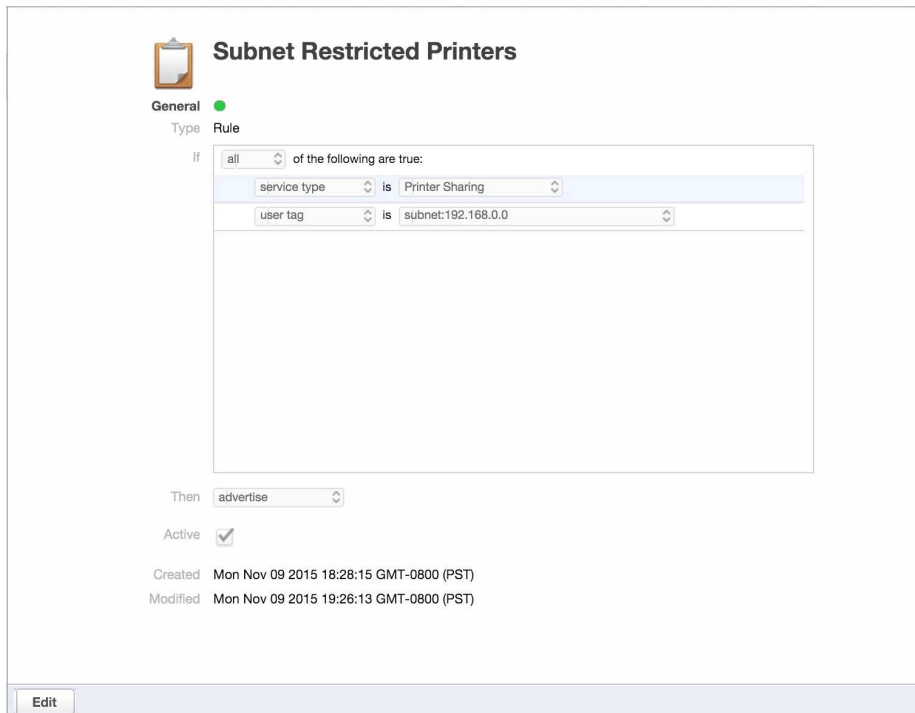 Subnet Restricted Printers
General
Type Rule
If all of the following are true:
service type is Printer Sharing
user tag is subnet:192.168.0.0
Then advertise
Active
Created Mon Nov 09 2015 18:28:15 GMT-0800 (PST)
Modified Mon Nov 09 2015 19:26:13 GMT-0800 (PST)
Edit